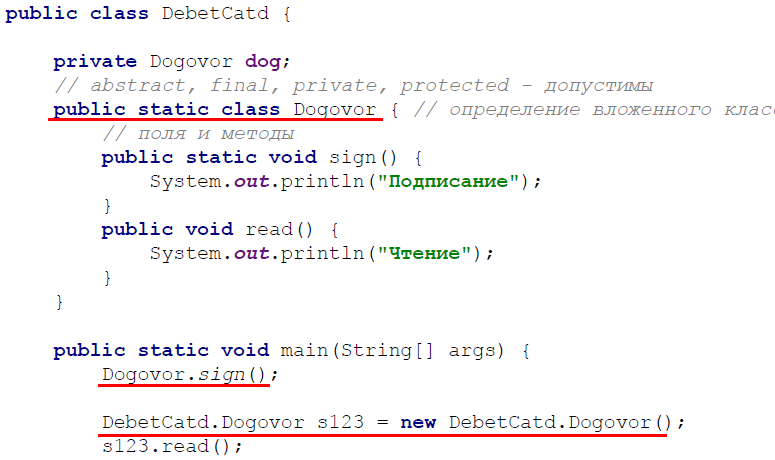 public class DebetCatd {
private Dogovor dog;
// abstract, final, private, protected - допустимы
public static class Dogovor { // определение вложенного
// поля и методы
public static void sign() {
System.out.println("Подписание");
}
public void read() {
System.out.println("Чтение");
}
}
public static void main(String[] args) {
Dogovor.sign();
DebetCatd.Dogovor s123 = new DebetCatd.Dogovor();
s123.read();